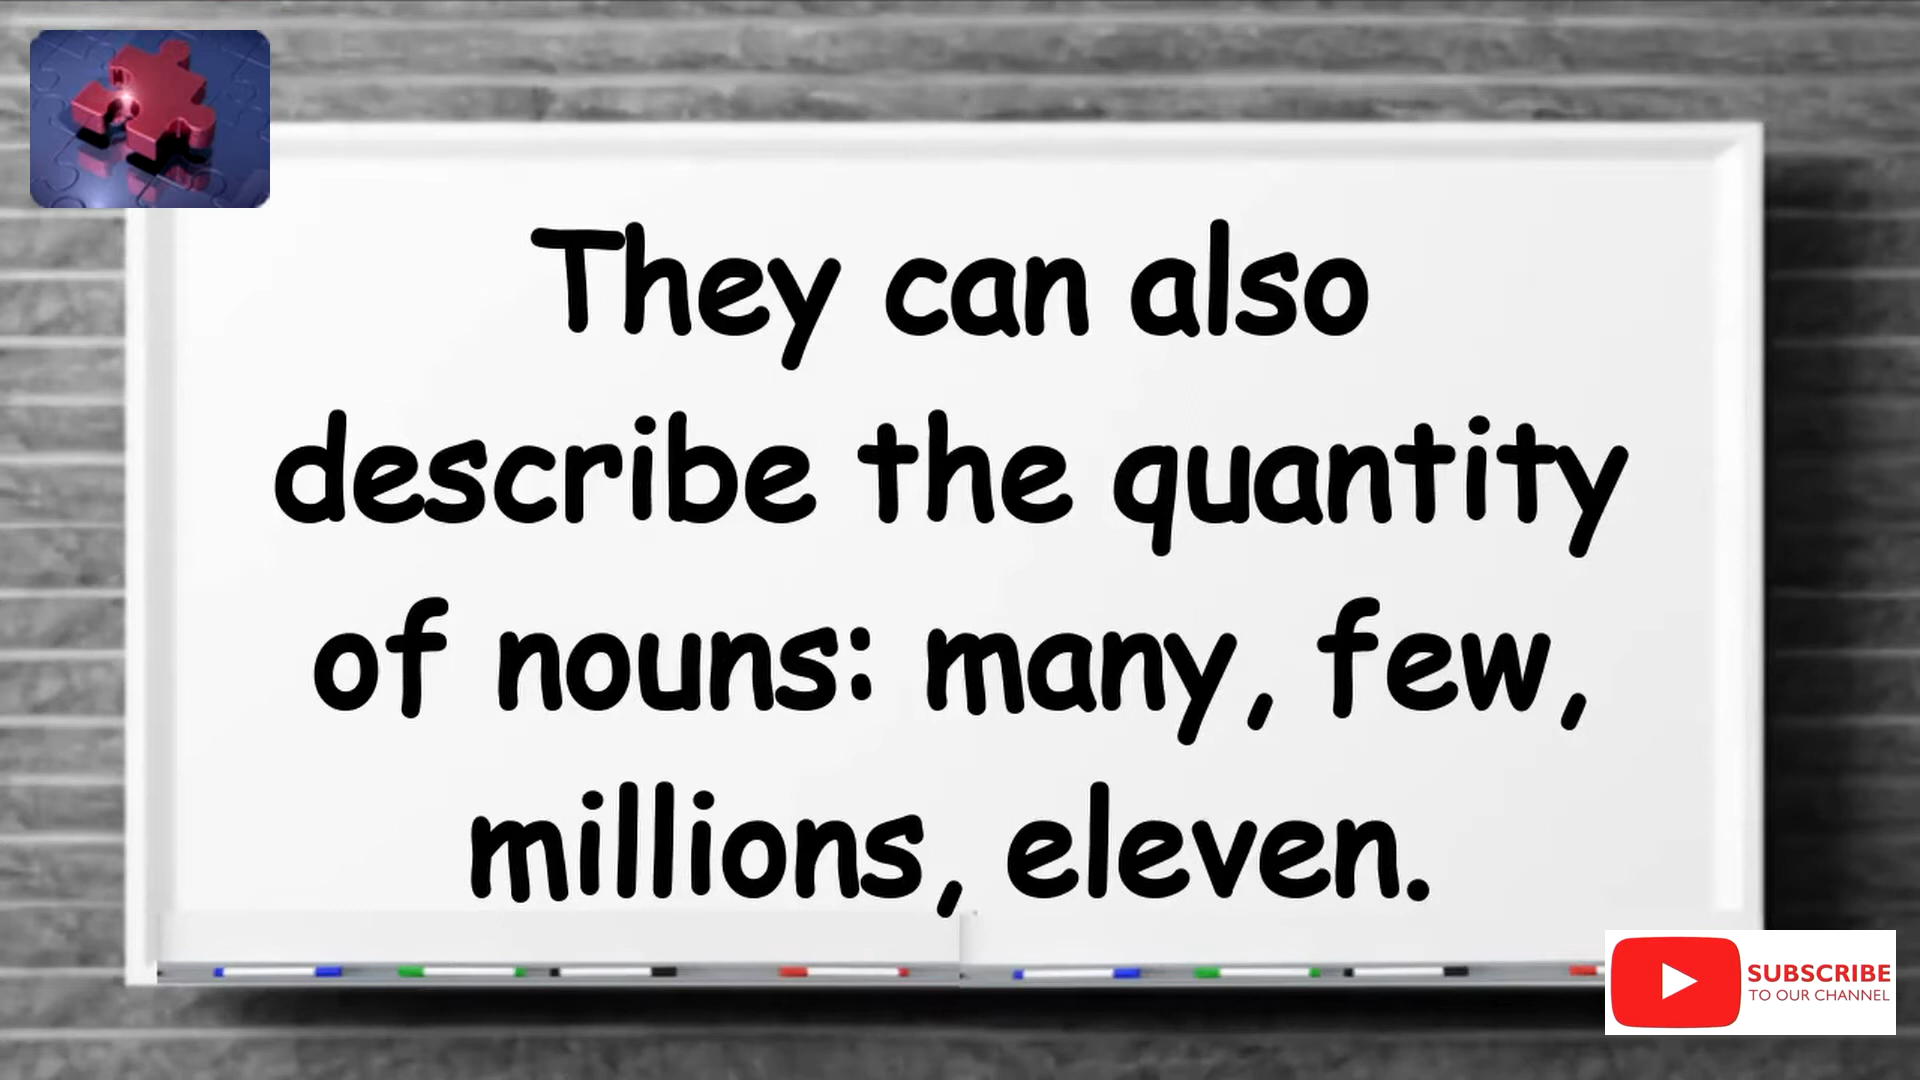 They can also
describe the quantity
of nouns: many, few,
millions, eleven.
SUBSCRIBE
TO OUR CHANNEL